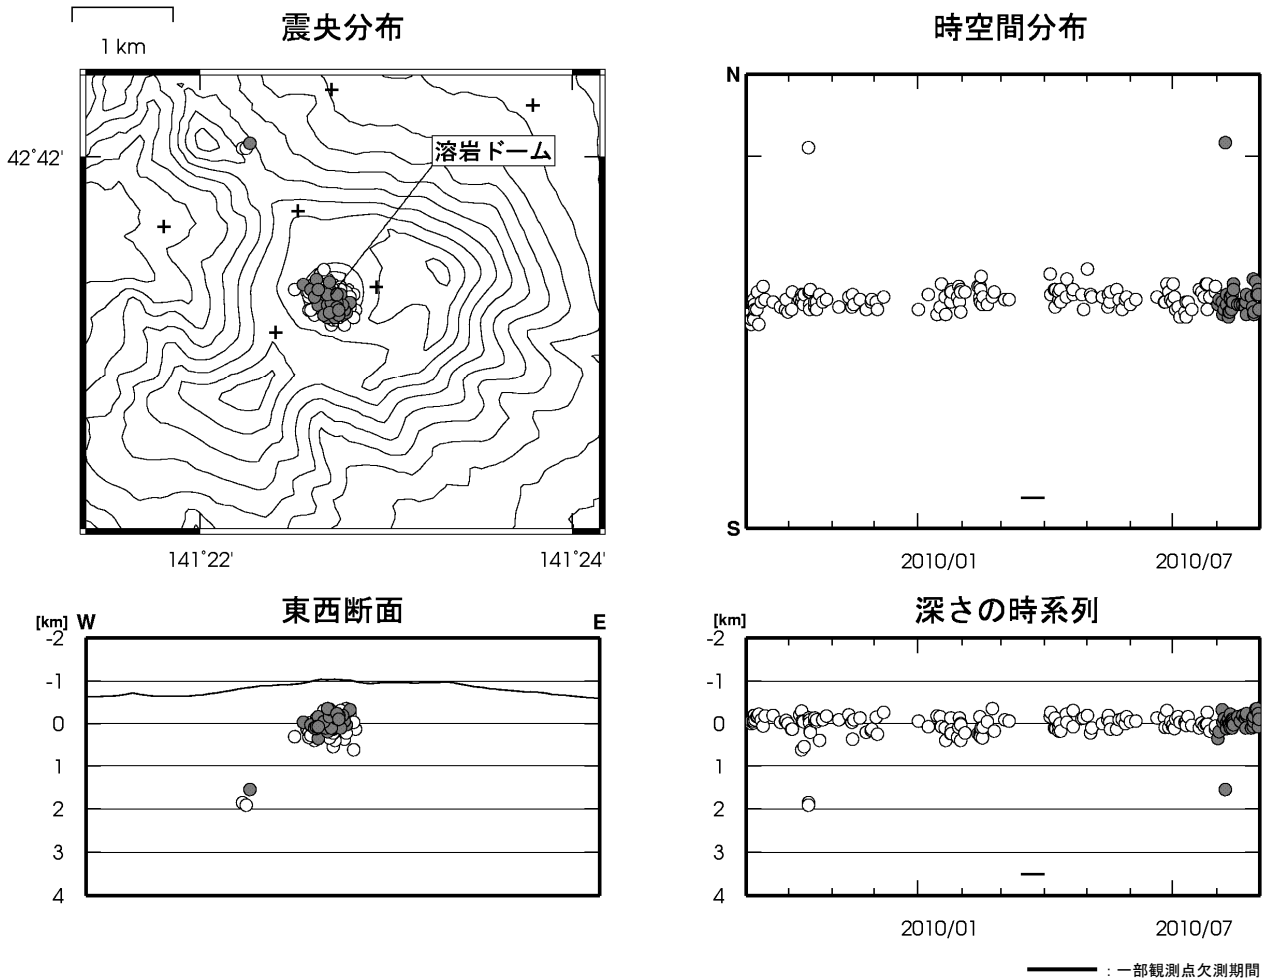 1 km
震央分布
42°42'
溶岩ドーム
141°22'
141°24'
時空間分布
N
S
2010/01
2010/07
東西断面
[km]
W
E
-2
-1
0
1
2
3
4
深さの時系列
[km]
-2
-1
0
1
2
3
4
2010/01
2010/07
：一部観測点欠測期間